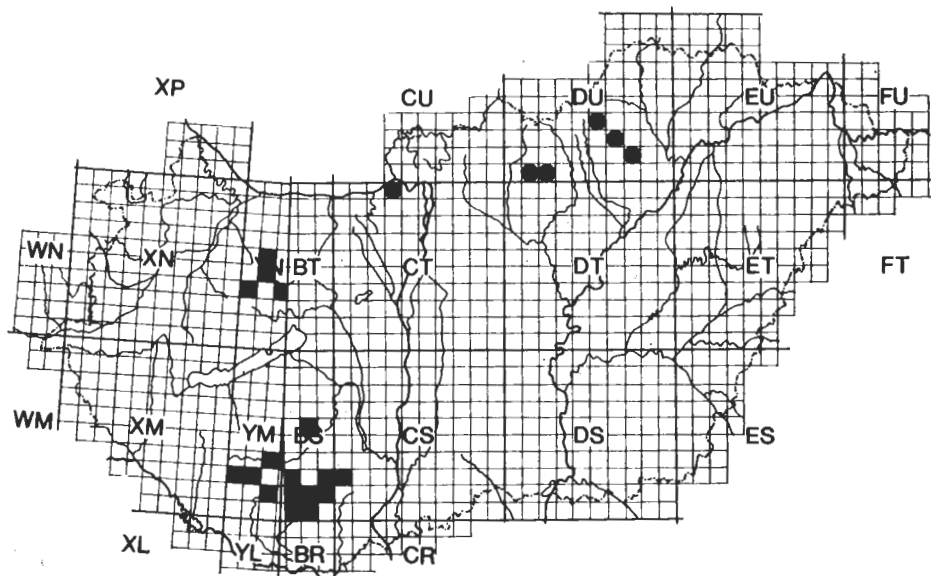 XP CU DU EU FU
WN XN BT CT DT ET FT
WM XM YM BS CS DS ES
XL YL BR CR